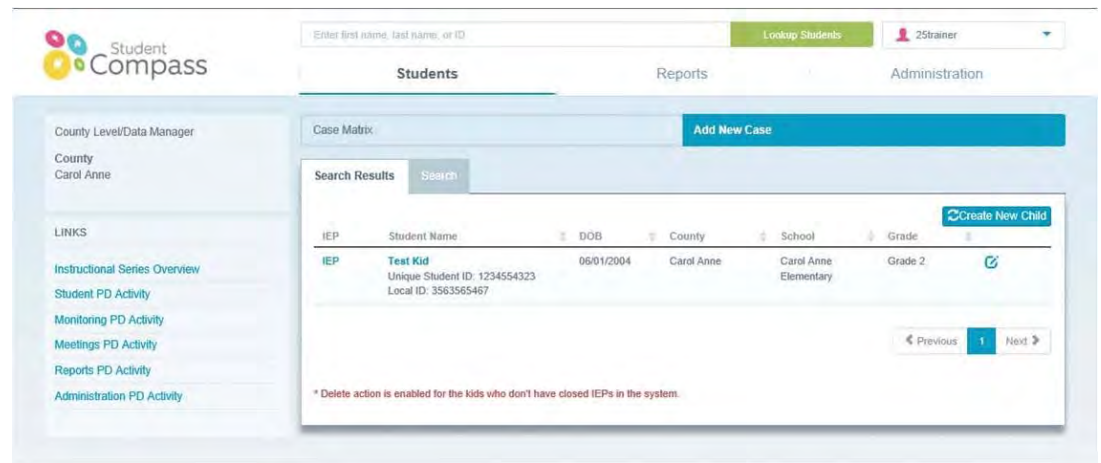 Student
Compass
Enter first name, last name, or ID
Lookup Students
25trainer
Students
Reports
Administration
County Level/Data Manager
County
Carol Anne
LINKS
Instructional Series Overview
Student PD Activity
Monitoring PD Activity
Meetings PD Activity
Reports PD Activity
Administration PD Activity
Case Matrix
Add New Case
Search Results
Search
Create New Child
IEP Student Name DOB County School Grade
IEP Test Kid 06/01/2004 Carol Anne Carol Anne Grade 2
Unique Student ID: 1234554323 Elementary
Local ID: 3563565467
Previous 1 Next
* Delete action is enabled for the kids who don't have closed IEPs in the system.